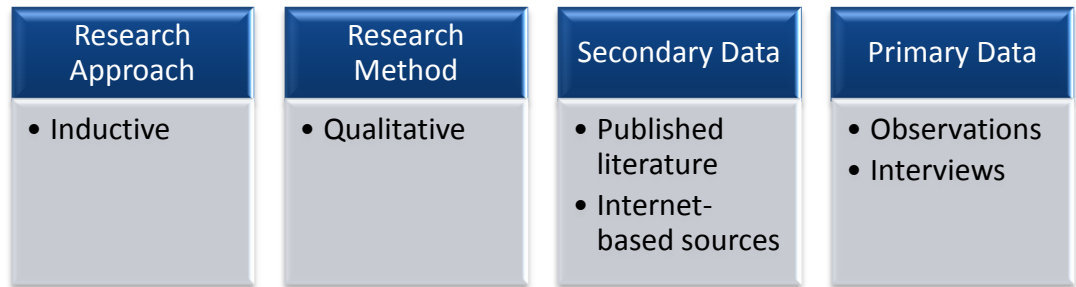 Research
Approach
• Inductive
Research
Method
• Qualitative
Secondary Data
• Published
literature
• Internet-
based sources
Primary Data
• Observations
• Interviews